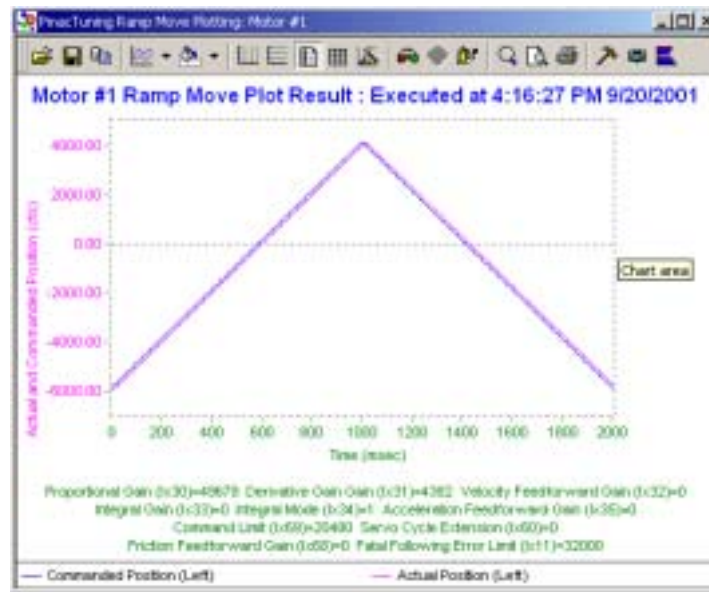 PmacTuning Ramp Move Plotting: Motor #1
Motor #1 Ramp Move Plot Result : Executed at 4:16:27 PM 9/20/2001
Actual and Commanded Position (cts)
4000.00
2000.00
0.00
-2000.00
-4000.00
-6000.00
Chart area
0 200 400 600 800 1000 1200 1400 1600 1800 2000
Time (msec)
Proportional Gain (Ix30)=49679 Derivative Gain Gain (Ix31)=4362 Velocity Feedforward Gain (Ix32)=0
Integral Gain (Ix33)=0 Integral Mode (Ix34)=1 Acceleration Feedforward Gain (Ix35)=0
Command Limit (Ix69)=20480 Servo Cycle Extension (Ix60)=0
Friction Feedforward Gain (Ix68)=0 Fatal Following Error Limit (Ix11)=32000
Commanded Position (Left) Actual Position (Left)